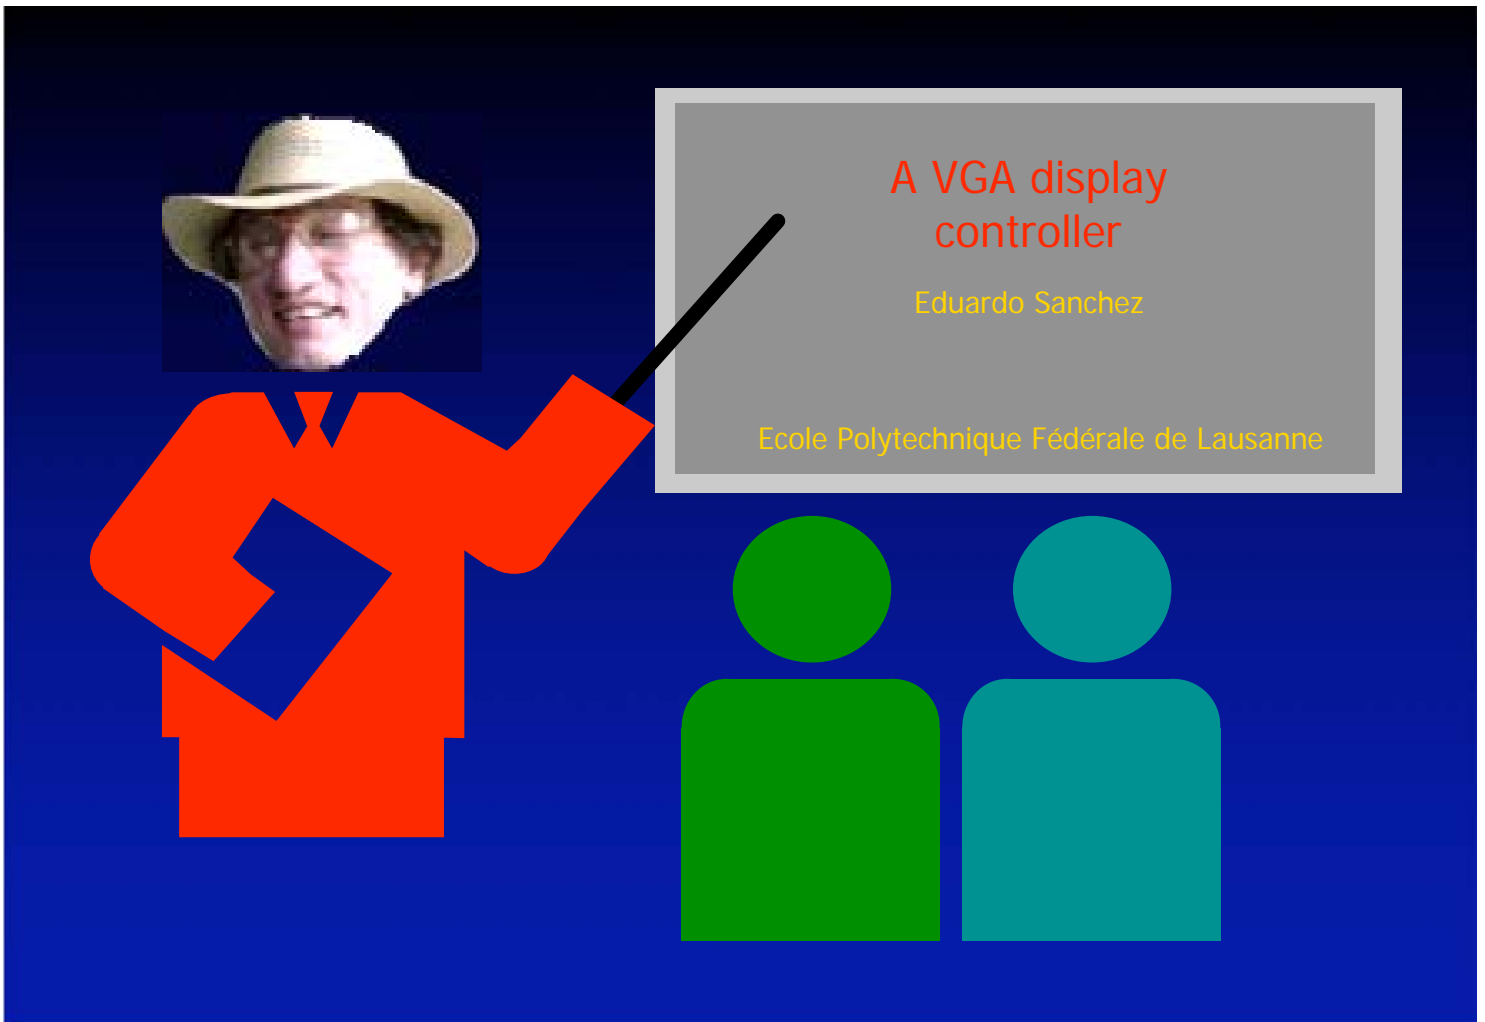 A VGA display
controller
Eduardo Sanchez
Ecole Polytechnique Fédérale de Lausanne